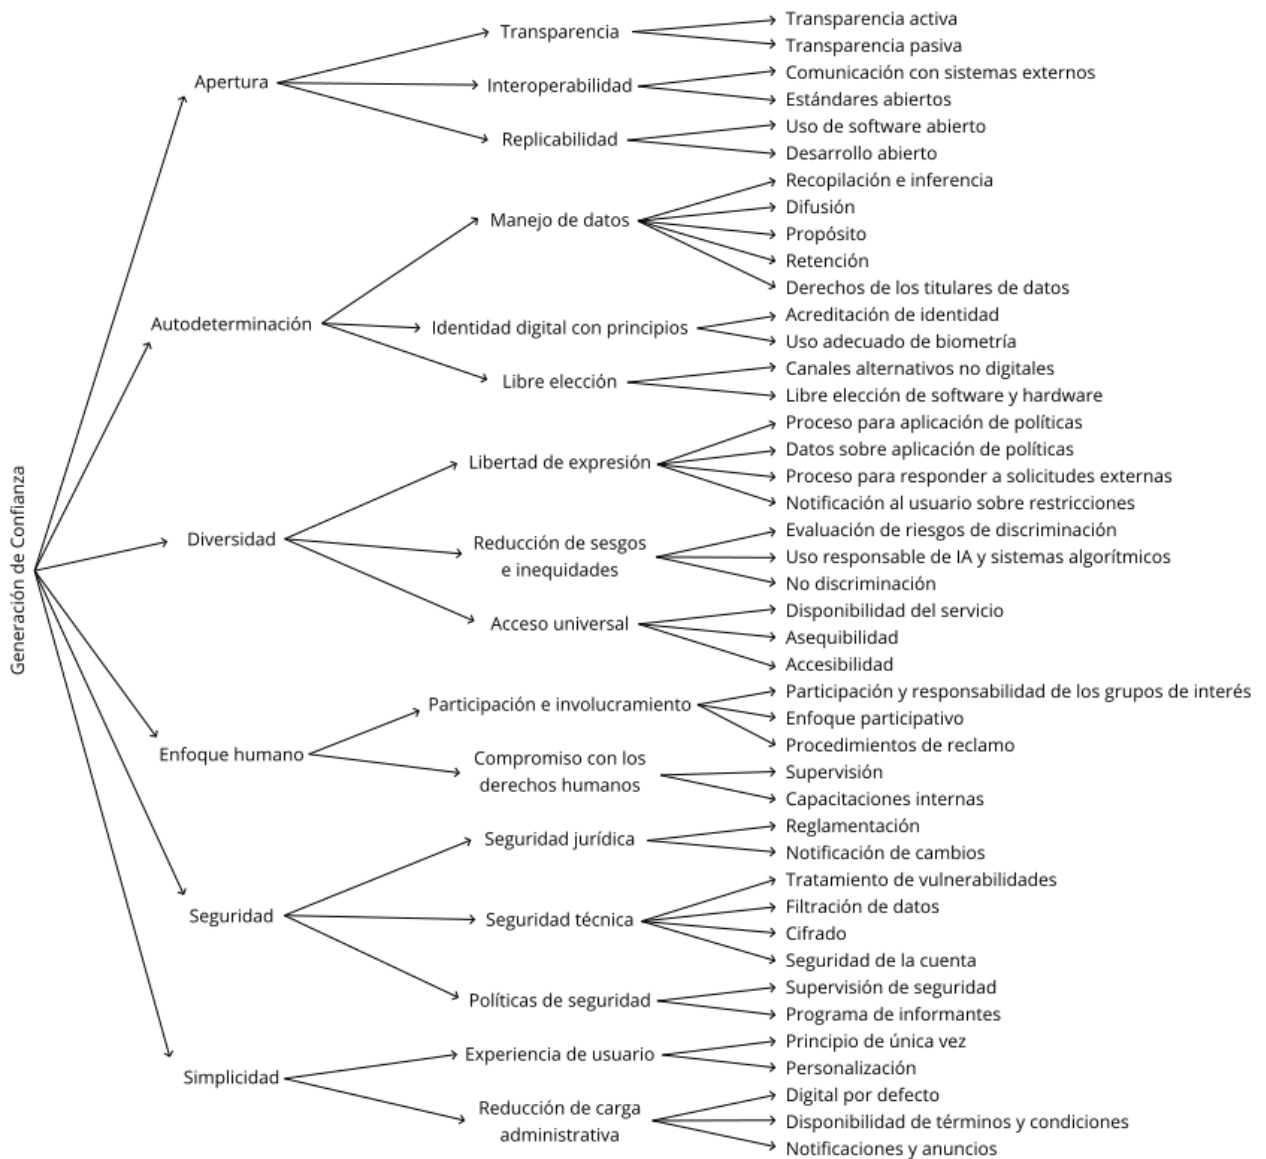 Generación de Confianza
Apertura
Transparencia
Transparencia activa
Transparencia pasiva
Interoperabilidad
Comunicación con sistemas externos
Estándares abiertos
Replicabilidad
Uso de software abierto
Desarrollo abierto
Autodeterminación
Manejo de datos
Recopilación e inferencia
Difusión
Propósito
Retención
Derechos de los titulares de datos
Identidad digital con principios
Acreditación de identidad
Uso adecuado de biometría
Libre elección
Canales alternativos no digitales
Libre elección de software y hardware
Diversidad
Libertad de expresión
Proceso para aplicación de políticas
Datos sobre aplicación de políticas
Proceso para responder a solicitudes externas
Notificación al usuario sobre restricciones
Reducción de sesgos
e inequidades
Evaluación de riesgos de discriminación
Uso responsable de IA y sistemas algorítmicos
No discriminación
Acceso universal
Disponibilidad del servicio
Asequibilidad
Accesibilidad
Enfoque humano
Participación e involucramiento
Participación y responsabilidad de los grupos de interés
Enfoque participativo
Procedimientos de reclamo
Compromiso con los
derechos humanos
Supervisión
Capacitaciones internas
Seguridad
Seguridad jurídica
Reglamentación
Notificación de cambios
Seguridad técnica
Tratamiento de vulnerabilidades
Filtración de datos
Cifrado
Seguridad de la cuenta
Políticas de seguridad
Supervisión de seguridad
Programa de informantes
Simplicidad
Experiencia de usuario
Principio de única vez
Personalización
Reducción de carga
administrativa
Digital por defecto
Disponibilidad de términos y condiciones
Notificaciones y anuncios